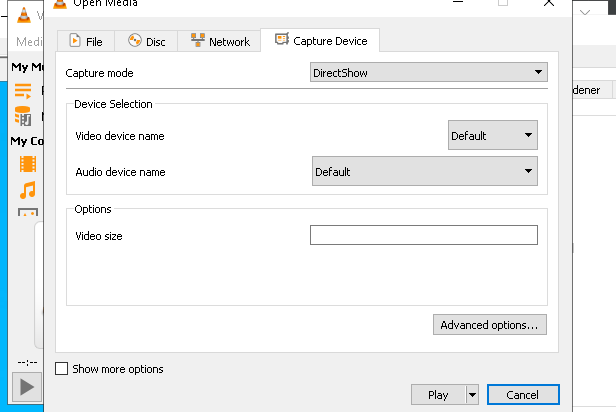 Open Media
Medi
File
Disc
Network
Capture Device
My M
Capture mode
DirectShow
dener
Device Selection
Video device name
Default
My Co
Audio device name
Default
Options
Video size
Advanced options...
--:--
Show more options
Play
Cancel